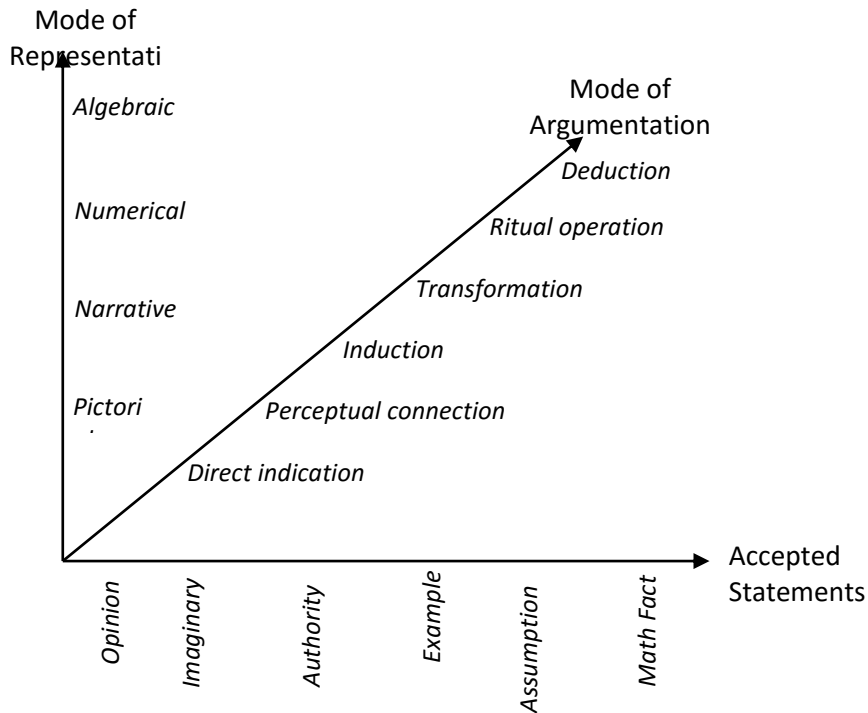 Mode of
Representati
Algebraic
Mode of
Argumentation
Deduction
Numerical
Ritual operation
Transformation
Narrative
Induction
Pictori
Perceptual connection
Direct indication
Accepted
Statements
Opinion
Imaginary
Authority
Example
Assumption
Math Fact